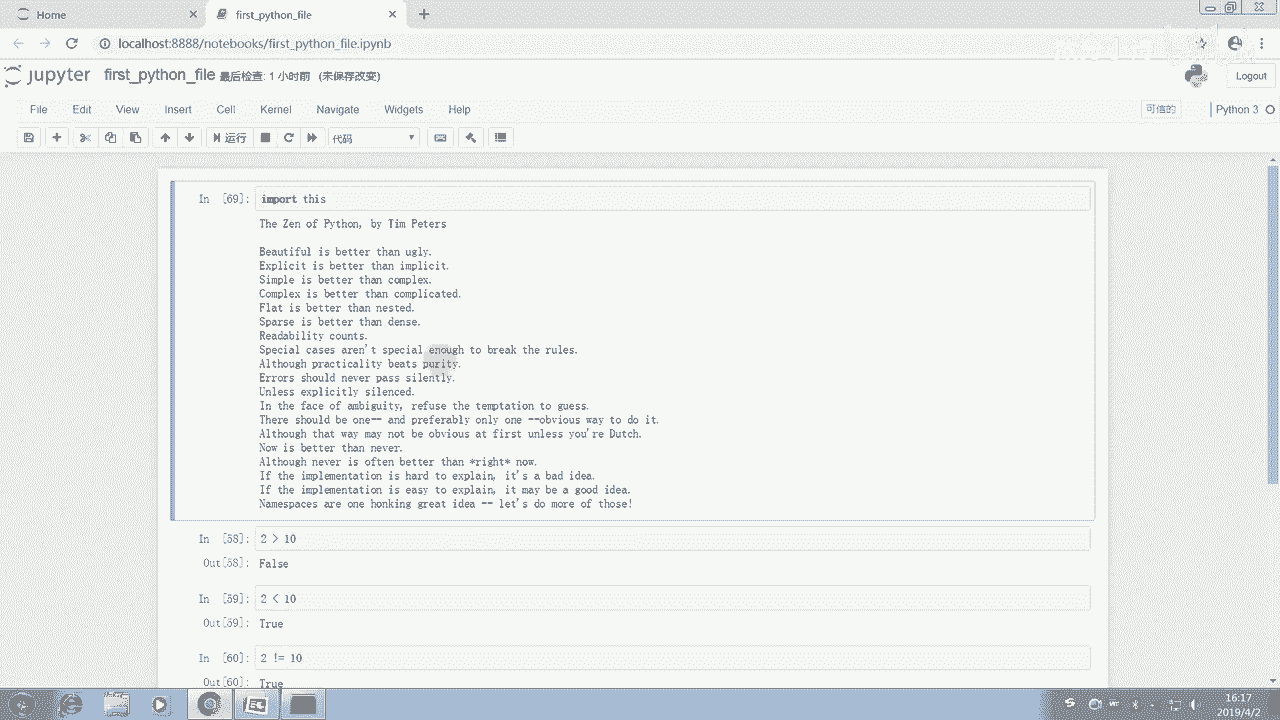 Home
first_python_file
localhost:8888/notebooks/first_python_file.ipynb
jupyter first_python_file 最后检查: 1 小时前 (未保存改变)
Logout
File Edit View Insert Cell Kernel Navigate Widgets Help
可信的
Python 3
运行
代码
In [69]: import this
The Zen of Python, by Tim Peters
Beautiful is better than ugly.
Explicit is better than implicit.
Simple is better than complex.
Complex is better than complicated.
Flat is better than nested.
Sparse is better than dense.
Readability counts.
Special cases aren't special enough to break the rules.
Although practicality beats purity.
Errors should never pass silently.
Unless explicitly silenced.
In the face of ambiguity, refuse the temptation to guess.
There should be one-- and preferably only one --obvious way to do it.
Although that way may not be obvious at first unless you're Dutch.
Now is better than never.
Although never is often better than *right* now.
If the implementation is hard to explain, it's a bad idea.
If the implementation is easy to explain, it may be a good idea.
Namespaces are one honking great idea -- let's do more of those!
In [58]: 2 > 10
Out[58]: False
In [59]: 2 < 10
Out[59]: True
In [60]: 2 != 10
Out[60]: True
16:17
2019/4/2